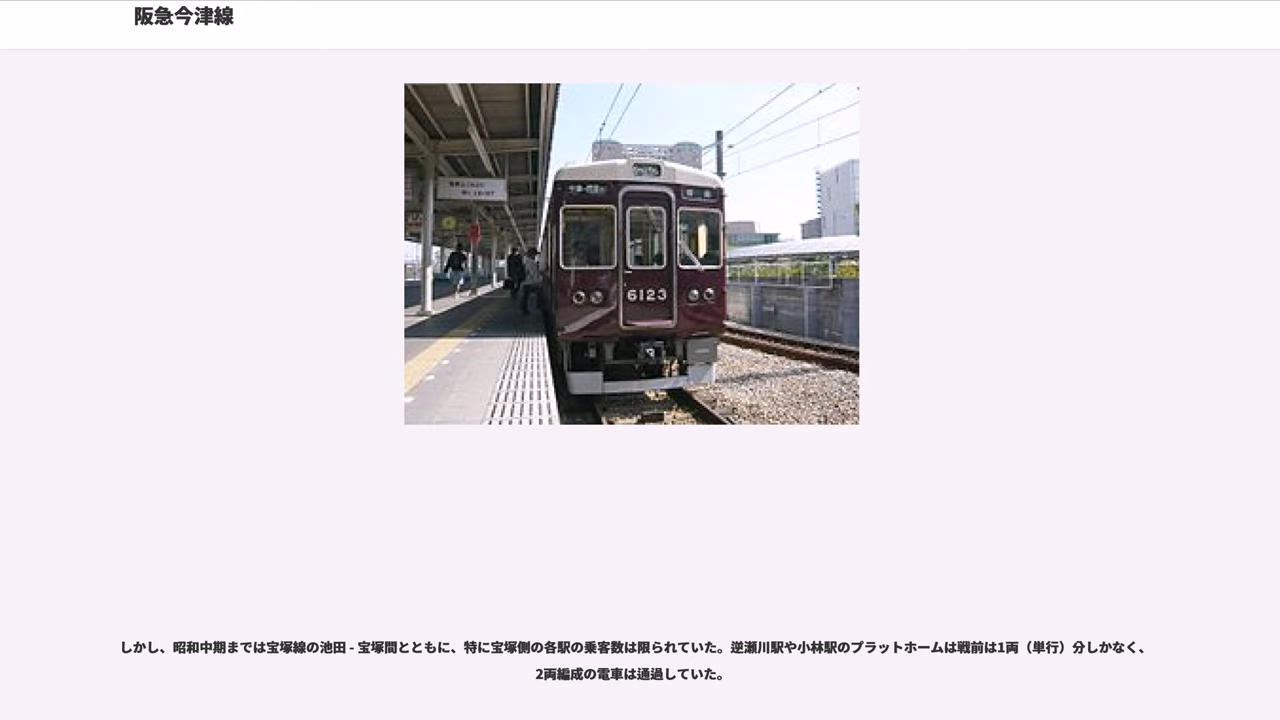 阪急今津線
6123
しかし、昭和中期までは宝塚線の池田 - 宝塚間とともに、特に宝塚側の各駅の乗客数は限られていた。逆瀬川駅や小林駅のプラットホームは戦前は1両（単行）分しかなく、
2両編成の電車は通過していた。